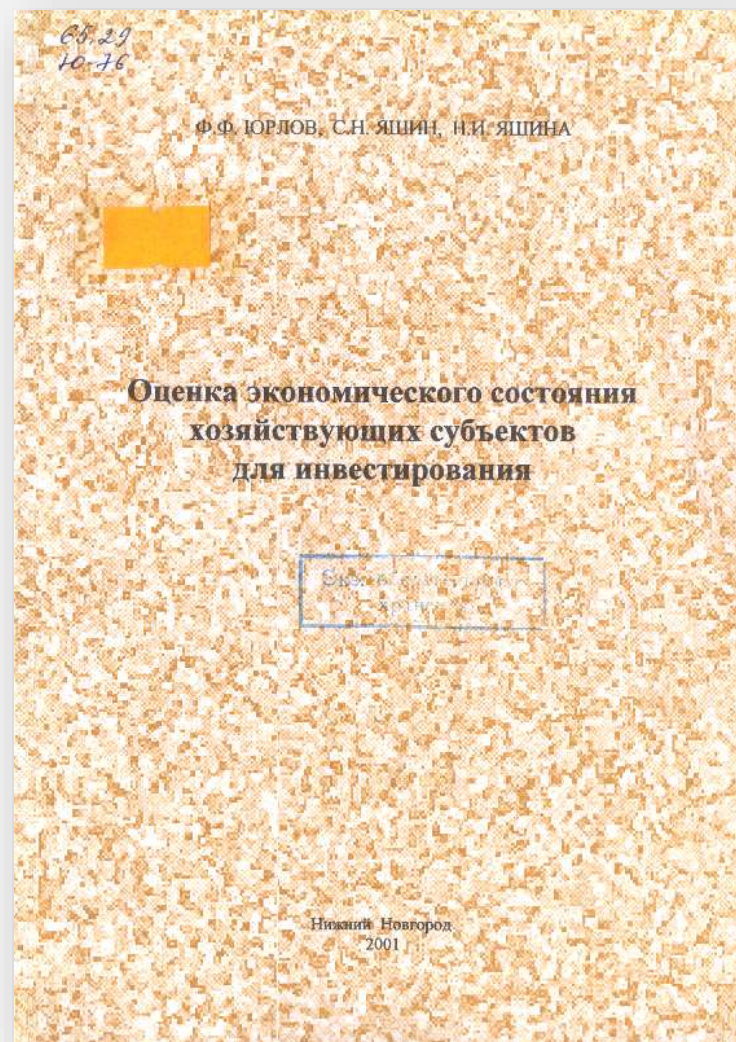 65.29
Ю-76
Ф.Ф. ЮРЛОВ, С.Н. ЯШИН, Н.И. ЯШИНА
Оценка экономического состояния
хозяйствующих субъектов
для инвестирования
Нижний Новгород
2001